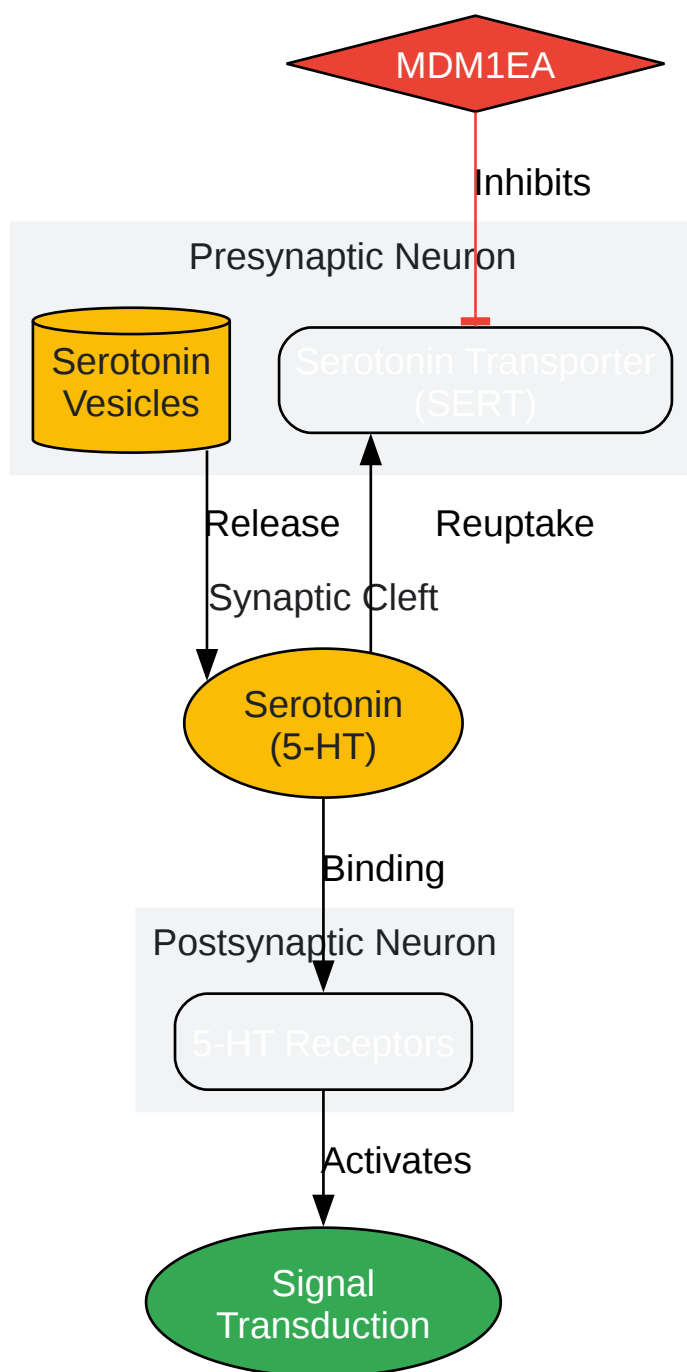 MDM1EA
Inhibits
Presynaptic Neuron
Serotonin
Vesicles
Serotonin Transporter
(SERT)
Release
Reuptake
Synaptic Cleft
Serotonin
(5-HT)
Binding
Postsynaptic Neuron
5-HT Receptors
Activates
Signal
Transduction